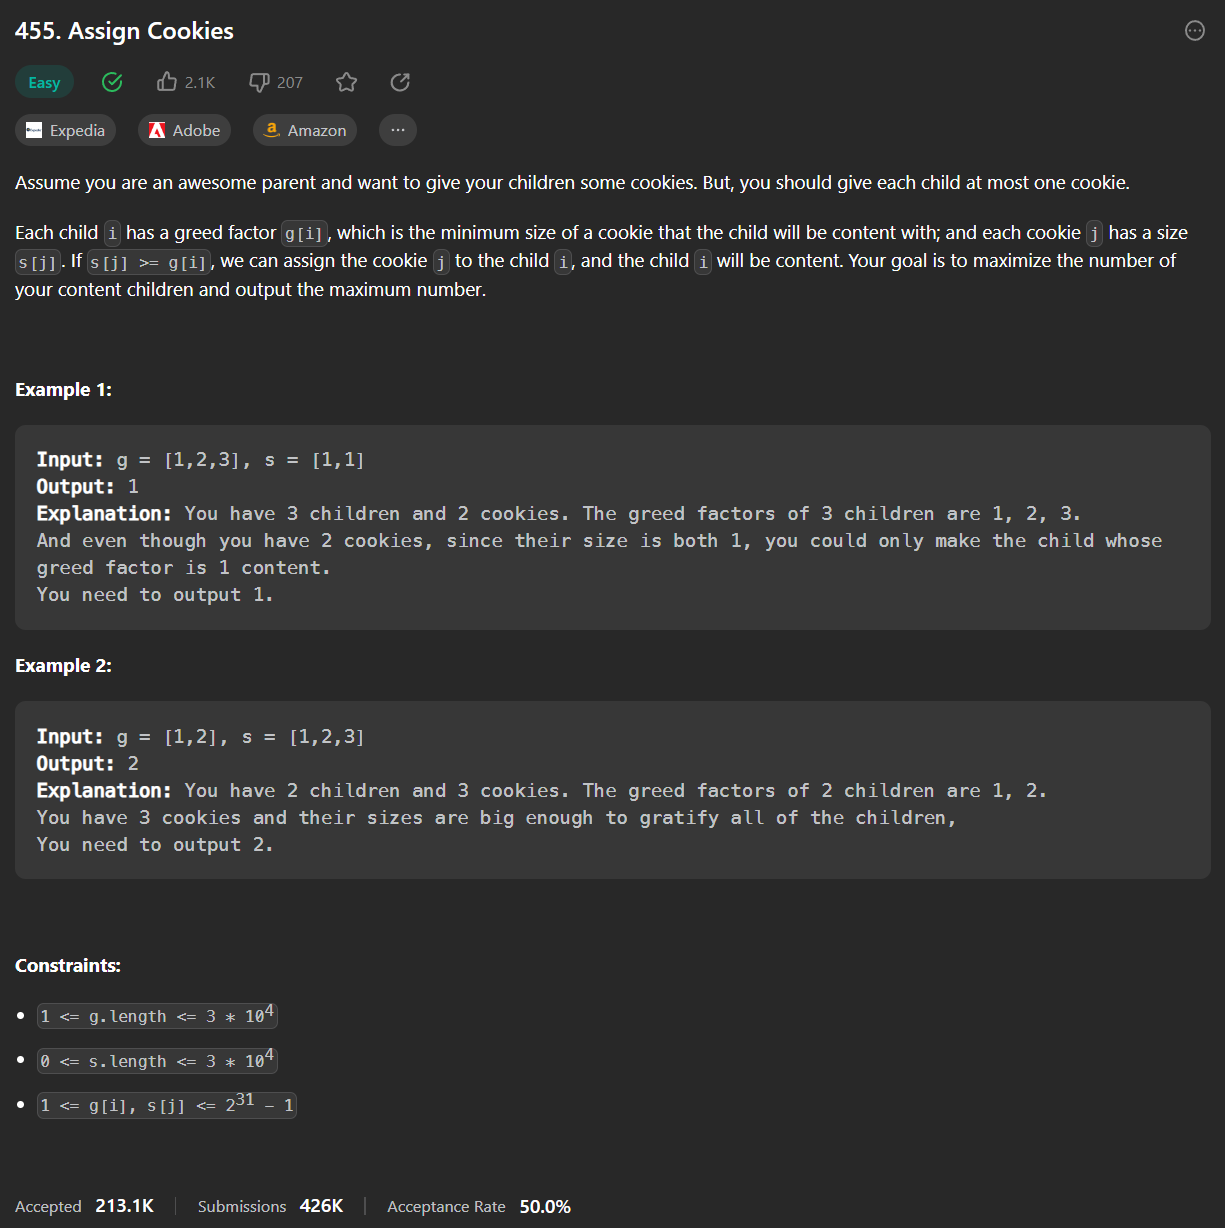 455. Assign Cookies
Easy 2.1K 207
Expedia Adobe Amazon ...
Assume you are an awesome parent and want to give your children some cookies. But, you should give each child at most one cookie.
Each child i has a greed factor g[i], which is the minimum size of a cookie that the child will be content with; and each cookie j has a size
s[j]. If s[j] >= g[i], we can assign the cookie j to the child i, and the child i will be content. Your goal is to maximize the number of
your content children and output the maximum number.
Example 1:
Input: g = [1,2,3], s = [1,1]
Output: 1
Explanation: You have 3 children and 2 cookies. The greed factors of 3 children are 1, 2, 3.
And even though you have 2 cookies, since their size is both 1, you could only make the child whose
greed factor is 1 content.
You need to output 1.
Example 2:
Input: g = [1,2], s = [1,2,3]
Output: 2
Explanation: You have 2 children and 3 cookies. The greed factors of 2 children are 1, 2.
You have 3 cookies and their sizes are big enough to gratify all of the children,
You need to output 2.
Constraints:
• 1 <= g.length <= 3 * 10⁴
• 0 <= s.length <= 3 * 10⁴
• 1 <= g[i], s[j] <= 2³¹ - 1
Accepted 213.1K | Submissions 426K | Acceptance Rate 50.0%